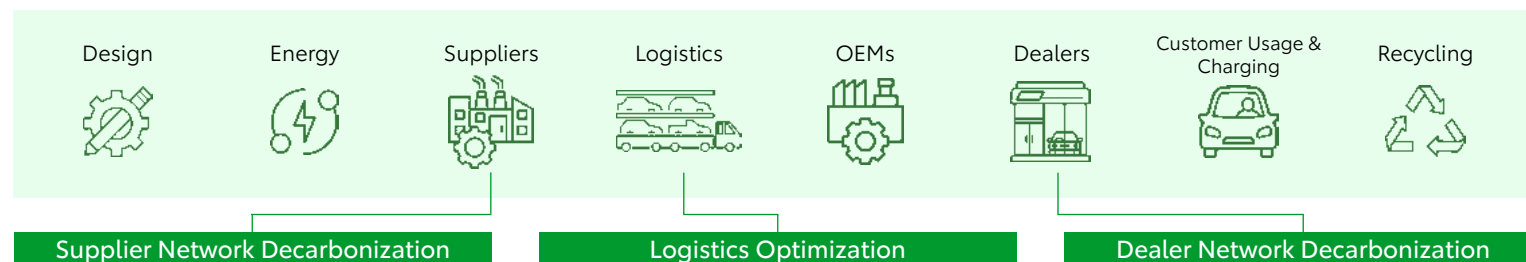 Design
Energy
Suppliers
Logistics
OEMs
Dealers
Customer Usage &
Charging
Recycling
Supplier Network Decarbonization
Logistics Optimization
Dealer Network Decarbonization